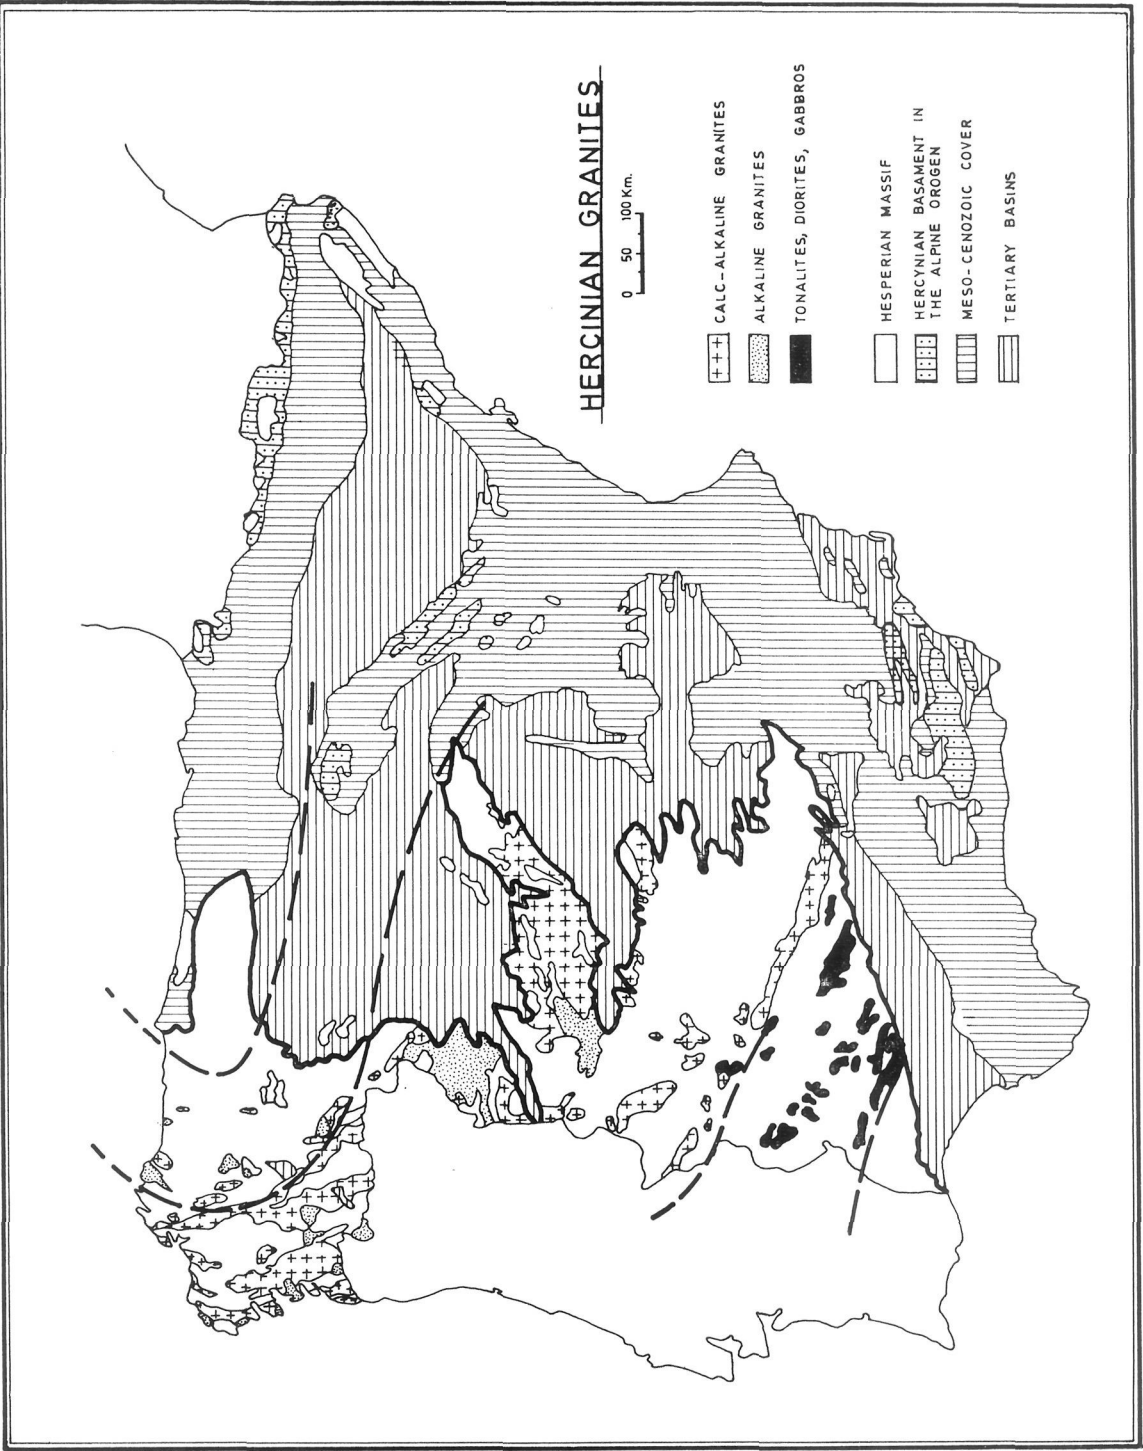 HERCINIAN GRANITES
0 50 100 Km.
CALC-ALKALINE GRANITES
ALKALINE GRANITES
TONALITES, DIORITES, GABBROS
HESPERIAN MASSIF
HERCYNIAN BASAMENT IN
THE ALPINE OROGEN
MESO-CENOZOIC COVER
TERTIARY BASINS